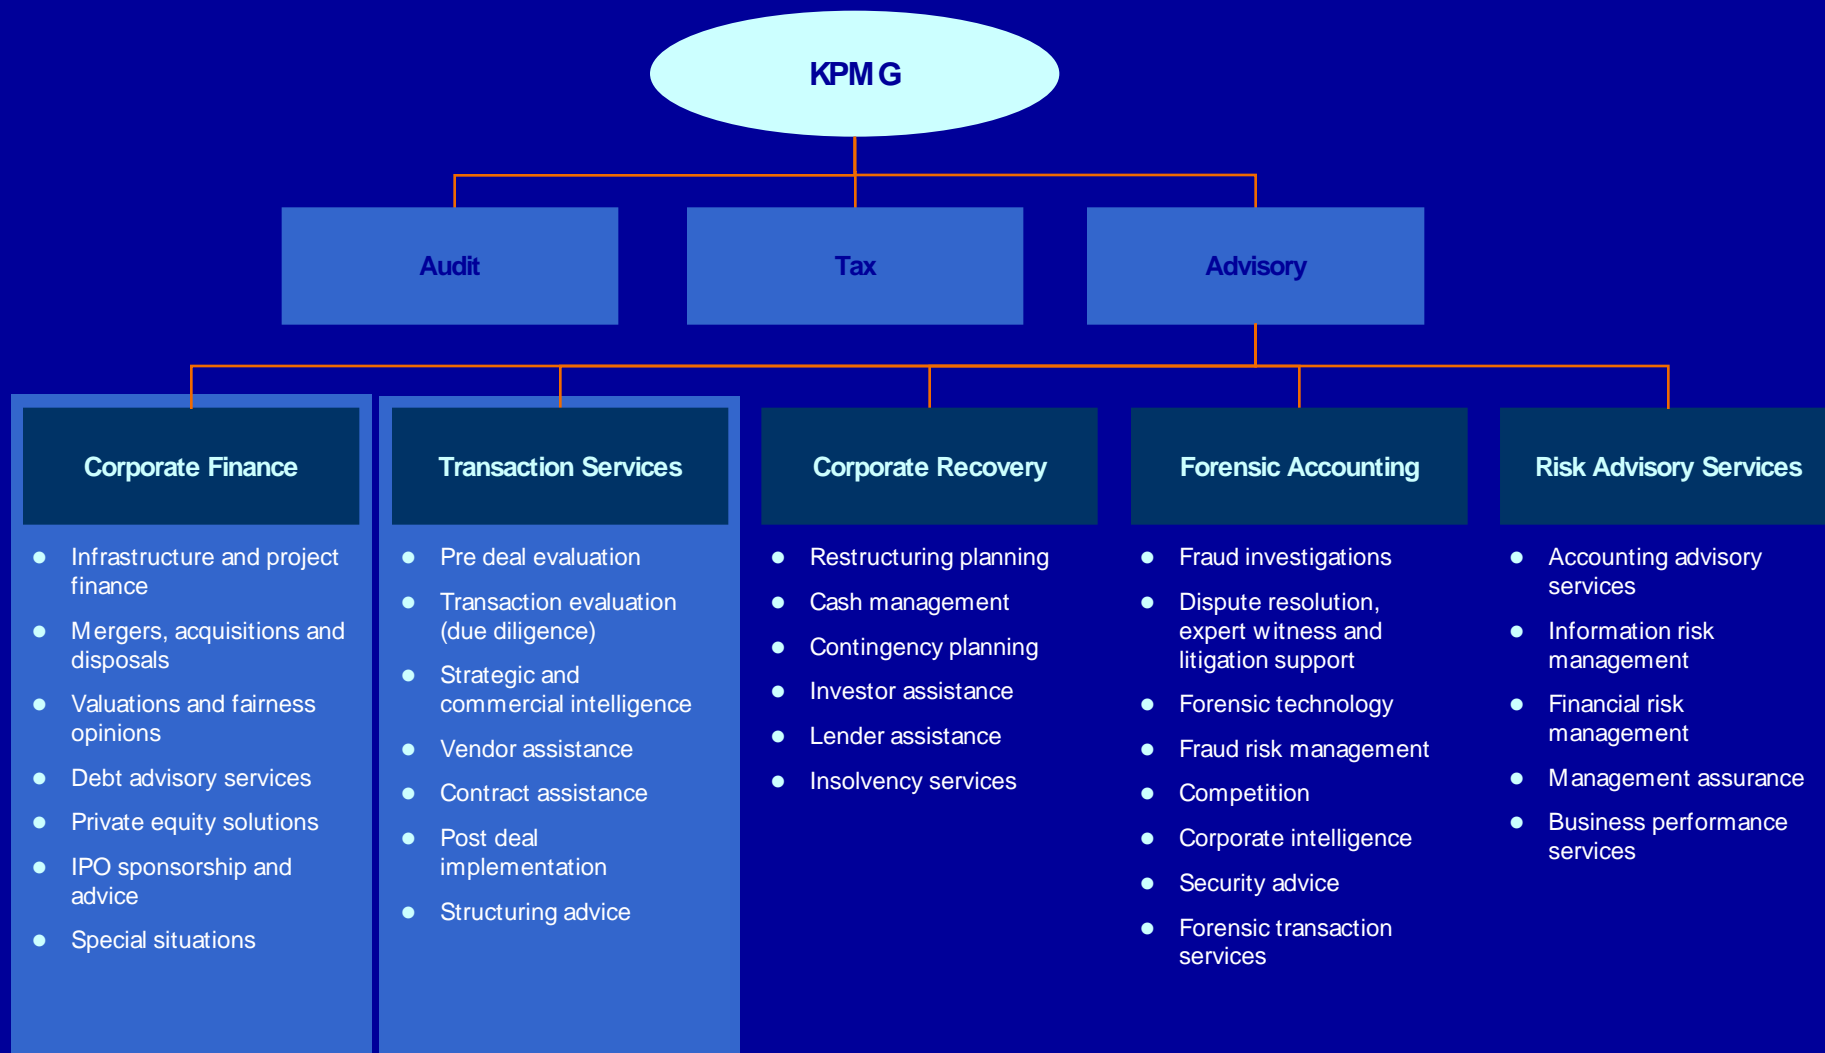 KPMG
Audit
Tax
Advisory
Corporate Finance
Transaction Services
Corporate Recovery
Forensic Accounting
Risk Advisory Services
● Infrastructure and project
finance
● Mergers, acquisitions and
disposals
● Valuations and fairness
opinions
● Debt advisory services
● Private equity solutions
● IPO sponsorship and
advice
● Special situations
● Pre deal evaluation
● Transaction evaluation
(due diligence)
● Strategic and
commercial intelligence
● Vendor assistance
● Contract assistance
● Post deal
implementation
● Structuring advice
● Restructuring planning
● Cash management
● Contingency planning
● Investor assistance
● Lender assistance
● Insolvency services
● Fraud investigations
● Dispute resolution,
expert witness and
litigation support
● Forensic technology
● Fraud risk management
● Competition
● Corporate intelligence
● Security advice
● Forensic transaction
services
● Accounting advisory
services
● Information risk
management
● Financial risk
management
● Management assurance
● Business performance
services